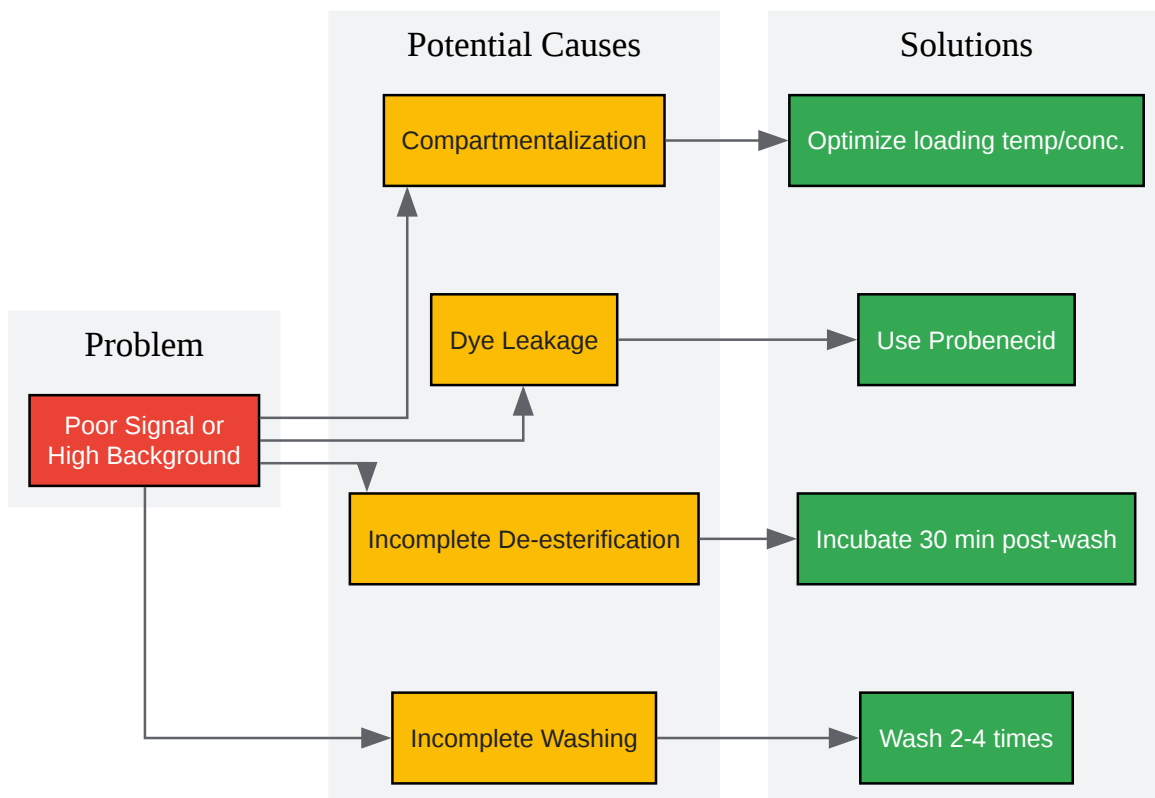 Potential Causes
Solutions
Compartmentalization
Optimize loading temp/conc.
Problem
Dye Leakage
Use Probenecid
Poor Signal or
High Background
Incomplete De-esterification
Incubate 30 min post-wash
Incomplete Washing
Wash 2-4 times